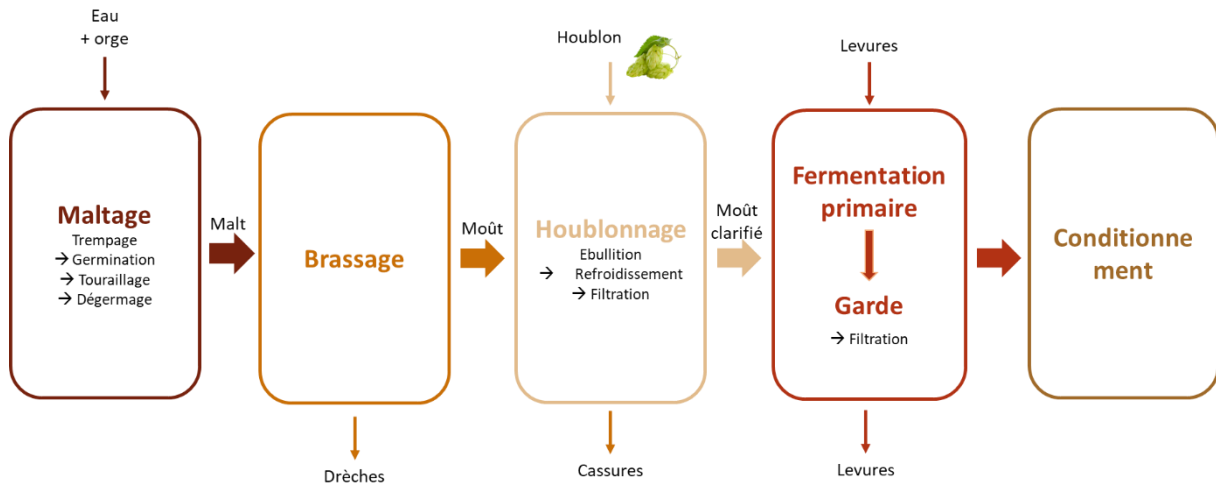 Eau
+ orge
Maltage
Trempage
→ Germination
→ Touraillage
→ Dégermage
Malt
Brassage
Drèches
Moût
Houblon
Houblonnage
Ebullition
→ Refroidissement
→ Filtration
Cassures
Moût
clarifié
Levures
Fermentation
primaire
Garde
→ Filtration
Levures
Conditionne
ment